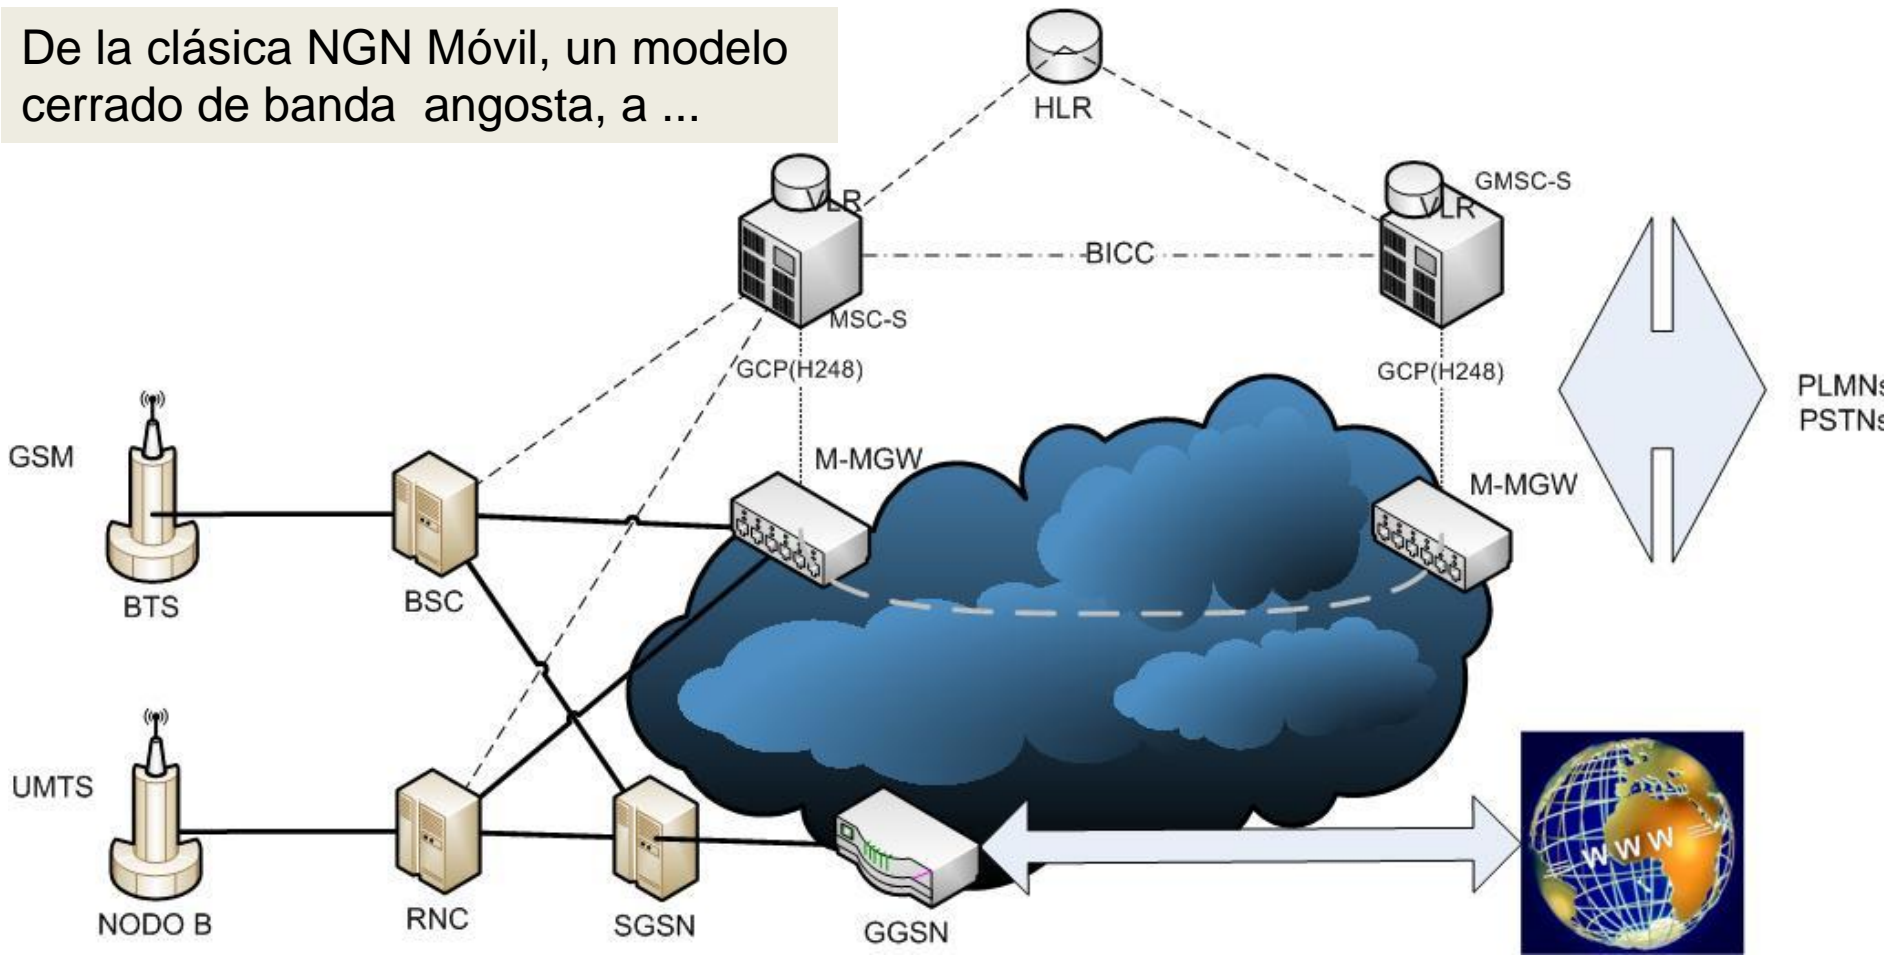 De la clásica NGN Móvil, un modelo
cerrado de banda angosta, a ...
HLR
VLR
GMSC-S
VLR
BICC
MSC-S
GCP(H248)
GCP(H248)
PLMNs
PSTNs
GSM
M-MGW
M-MGW
BTS
BSC
UMTS
WWW
NODO B
RNC
SGSN
GGSN